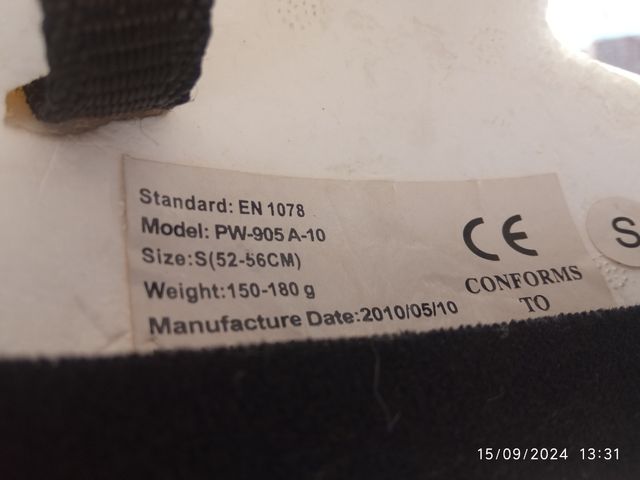 Standard: EN 1078
Model: PW-905 A-10
Size:S(52-56CM)
Weight:150-180 g
Manufacture Date:2010/05/10
CE
CONFORMS
TO
S
15/09/2024 13:31